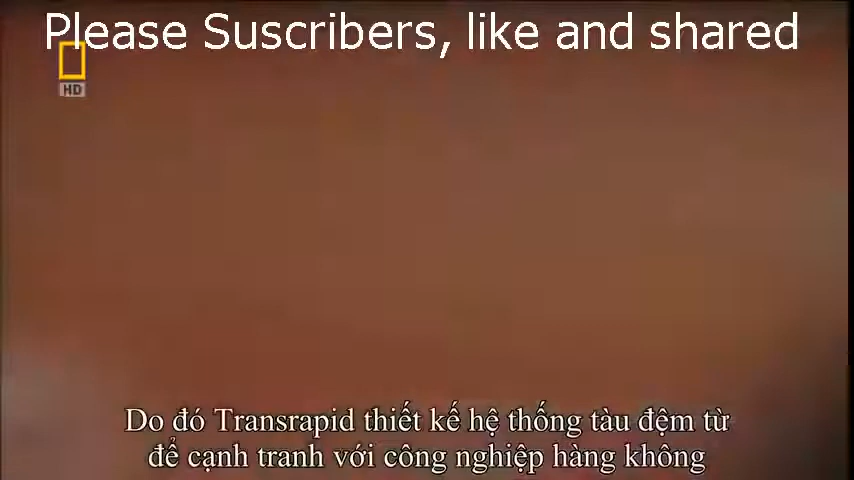 Please Suscribers, like and shared
HD
Do đó Transrapid thiết kế hệ thống tàu đệm từ
để cạnh tranh với công nghiệp hàng không